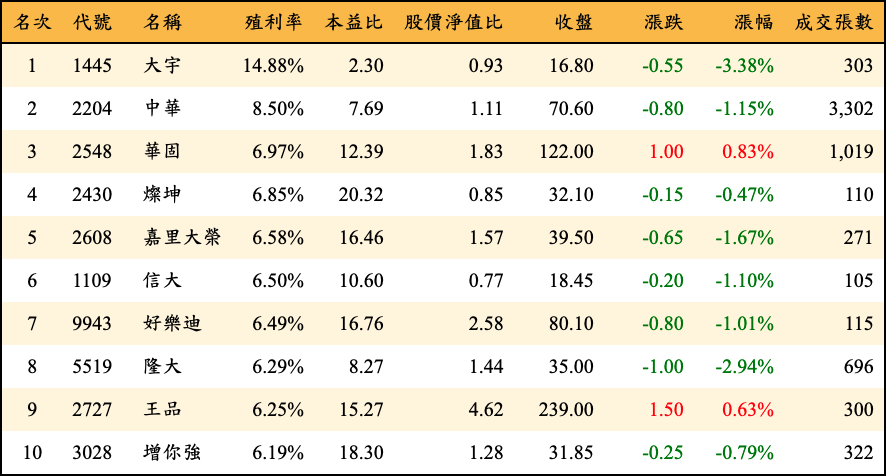 名次 代號 名稱 殖利率 本益比 股價淨值比 收盤 漲跌 漲幅 成交張數
1 1445 大宇 14.88% 2.30 0.93 16.80 -0.55 -3.38% 303
2 2204 中華 8.50% 7.69 1.11 70.60 -0.80 -1.15% 3,302
3 2548 華固 6.97% 12.39 1.83 122.00 1.00 0.83% 1,019
4 2430 燦坤 6.85% 20.32 0.85 32.10 -0.15 -0.47% 110
5 2608 嘉里大榮 6.58% 16.46 1.57 39.50 -0.65 -1.67% 271
6 1109 信大 6.50% 10.60 0.77 18.45 -0.20 -1.10% 105
7 9943 好樂迪 6.49% 16.76 2.58 80.10 -0.80 -1.01% 115
8 5519 隆大 6.29% 8.27 1.44 35.00 -1.00 -2.94% 696
9 2727 王品 6.25% 15.27 4.62 239.00 1.50 0.63% 300
10 3028 增你強 6.19% 18.30 1.28 31.85 -0.25 -0.79% 322